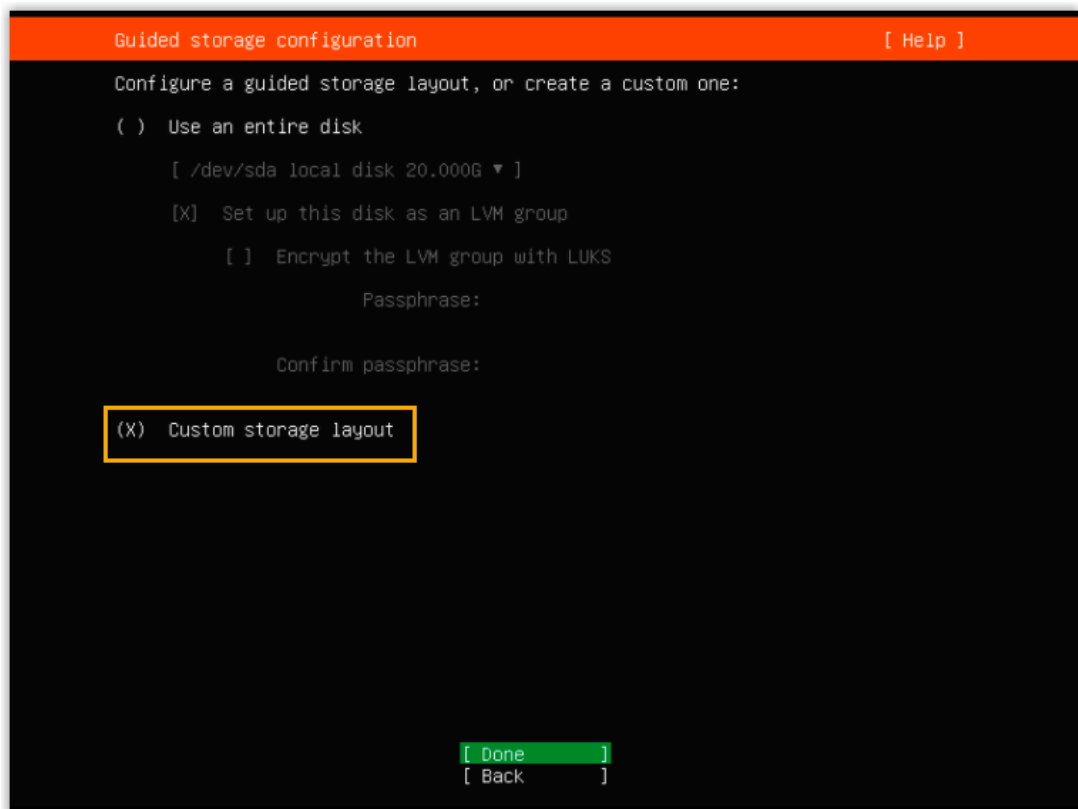 Guided storage configuration [ Help ]
Configure a guided storage layout, or create a custom one:
( ) Use an entire disk
[ /dev/sda local disk 20.000G ▾ ]
[X] Set up this disk as an LVM group
[ ] Encrypt the LVM group with LUKS
Passphrase:
Confirm passphrase:
(X) Custom storage layout
[ Done ]
[ Back ]